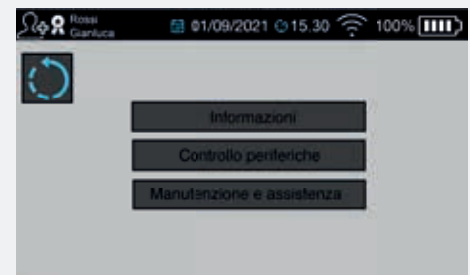 Rossi
Gianluca
01/09/2021 15.30 100%
Informazioni
Controllo periferiche
Manutenzione e assistenza